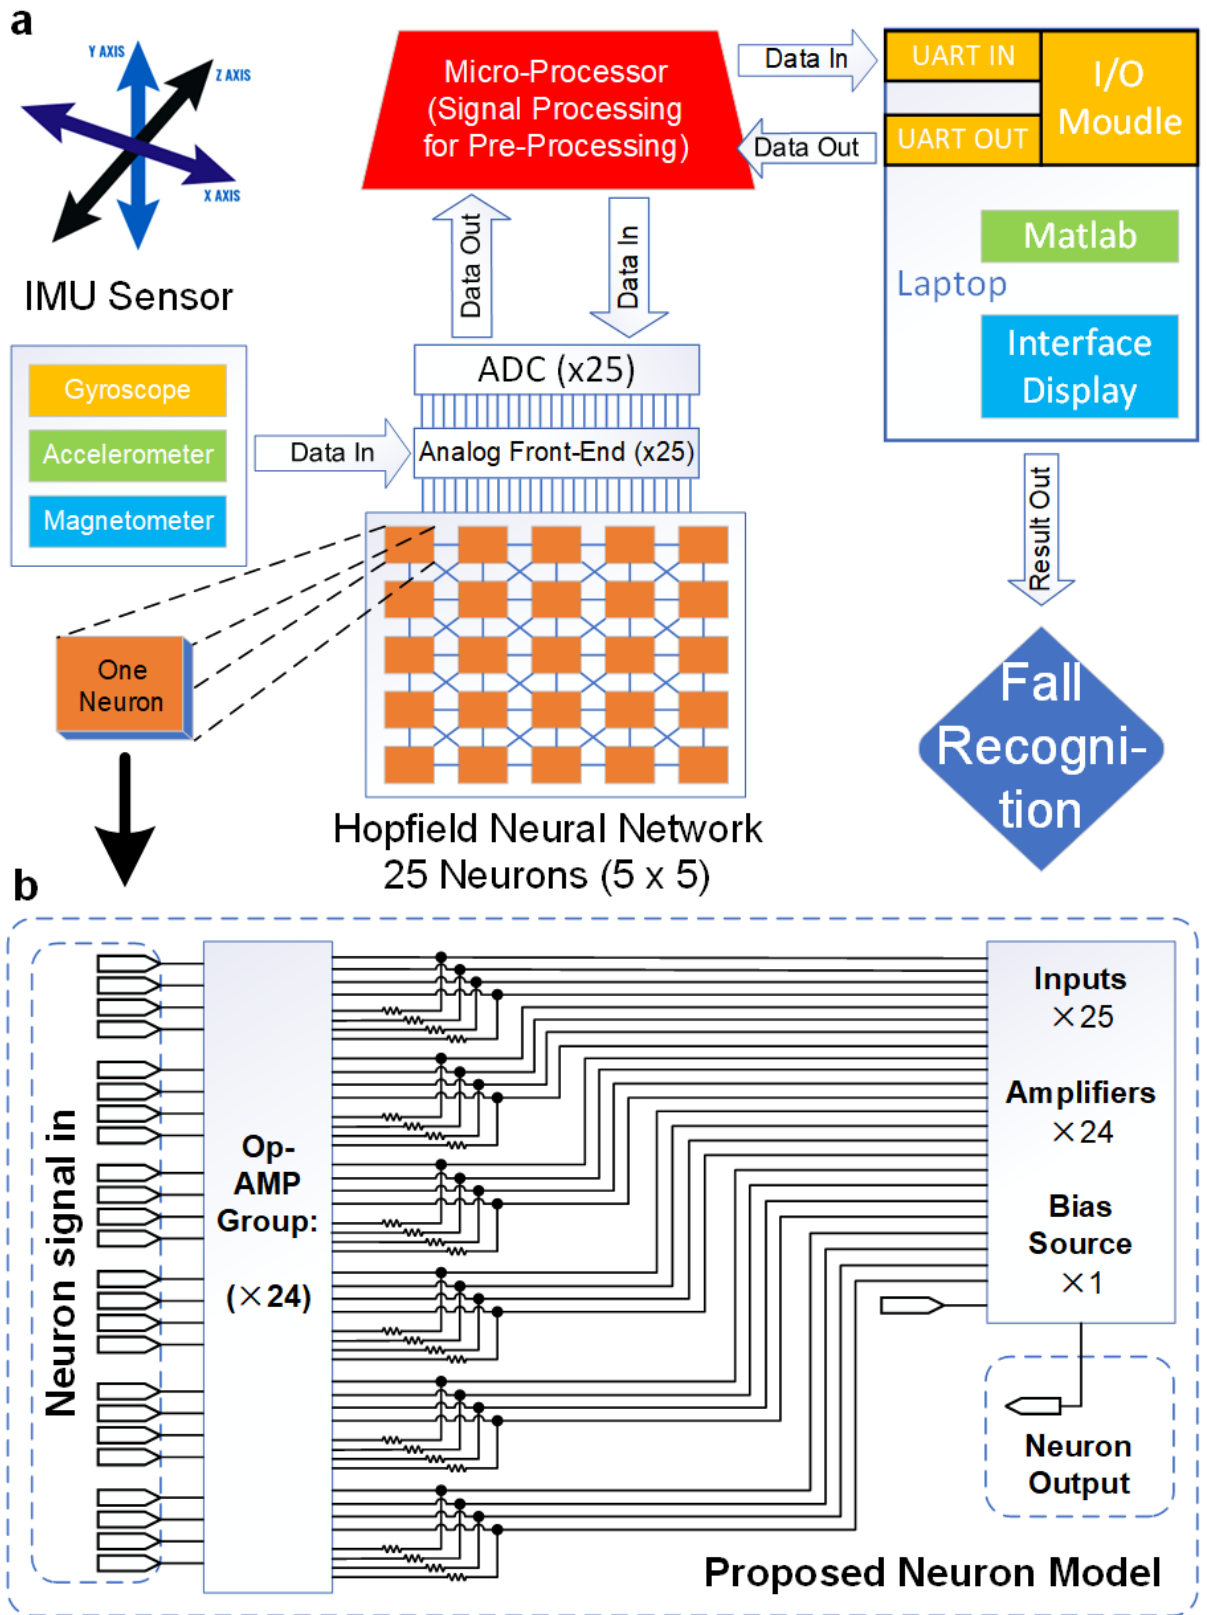 a
Y AXIS
Z AXIS
X AXIS
IMU Sensor
Gyroscope
Accelerometer
Magnetometer
Data In
Micro-Processor
(Signal Processing
for Pre-Processing)
Data In
Data Out
UART IN
UART OUT
I/O
Moudle
Matlab
Laptop
Interface
Display
Data Out
Data In
ADC (x25)
Analog Front-End (x25)
Result Out
One
Neuron
Fall
Recogni-
tion
Hopfield Neural Network
25 Neurons (5 x 5)
b
Neuron signal in
Op-
AMP
Group:
(×24)
Inputs
×25
Amplifiers
×24
Bias
Source
×1
Neuron
Output
Proposed Neuron Model